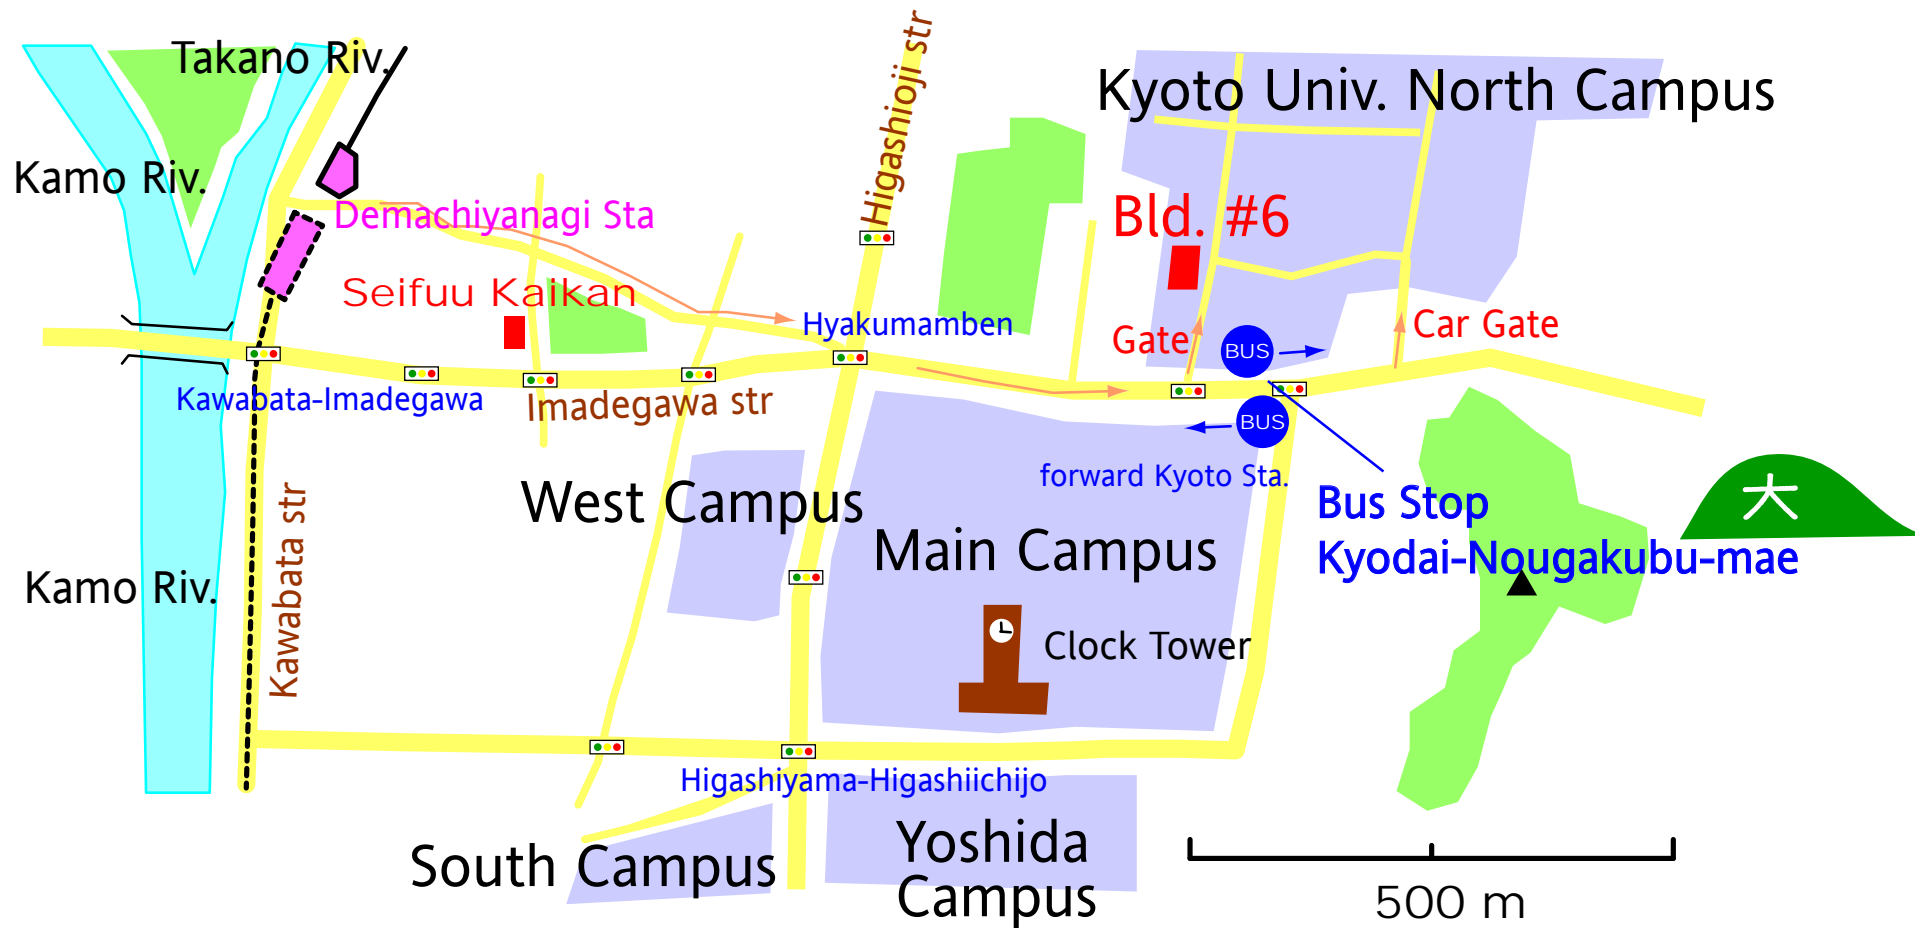 Takano Riv.
Higashioji str
Kyoto Univ. North Campus
Kamo Riv.
Demachiyanagi Sta
Bld. #6
Seifuu Kaikan
Hyakumamben
Gate
BUS
Car Gate
Kawabata-Imadegawa
Imadegawa str
BUS
forward Kyoto Sta.
West Campus
Bus Stop
Kyodai-Nougakubu-mae
大
Main Campus
Kamo Riv.
Kawabata str
Clock Tower
Higashiyama-Higashiichijo
South Campus
Yoshida
Campus
500 m